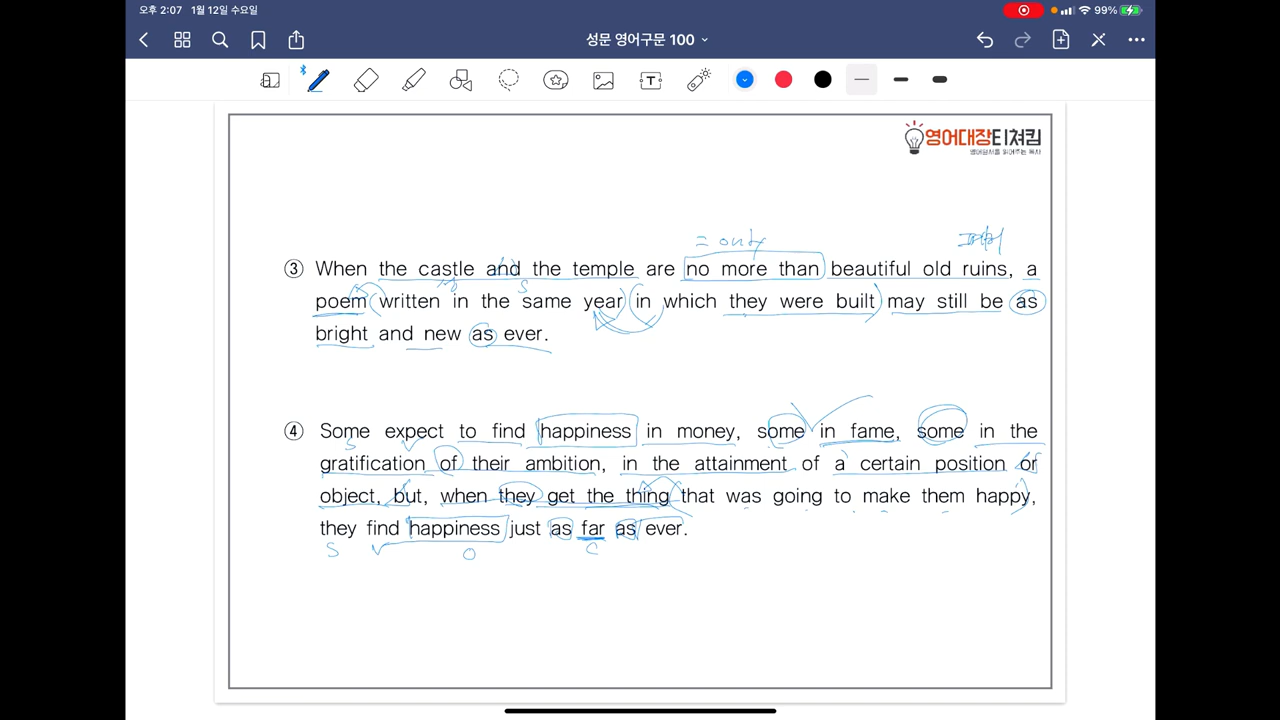 오후 2:07 1월 12일 수요일
99%
성문 영어구문 100
영어대장티쳐킴
= only
③ When the castle and the temple are no more than beautiful old ruins, a
poem written in the same year in which they were built may still be as
bright and new as ever.
④ Some expect to find happiness in money, some in fame, some in the
S
gratification of their ambition, in the attainment of a certain position or
object, but, when they get the thing that was going to make them happy,
they find happiness just as far as ever.
S O C